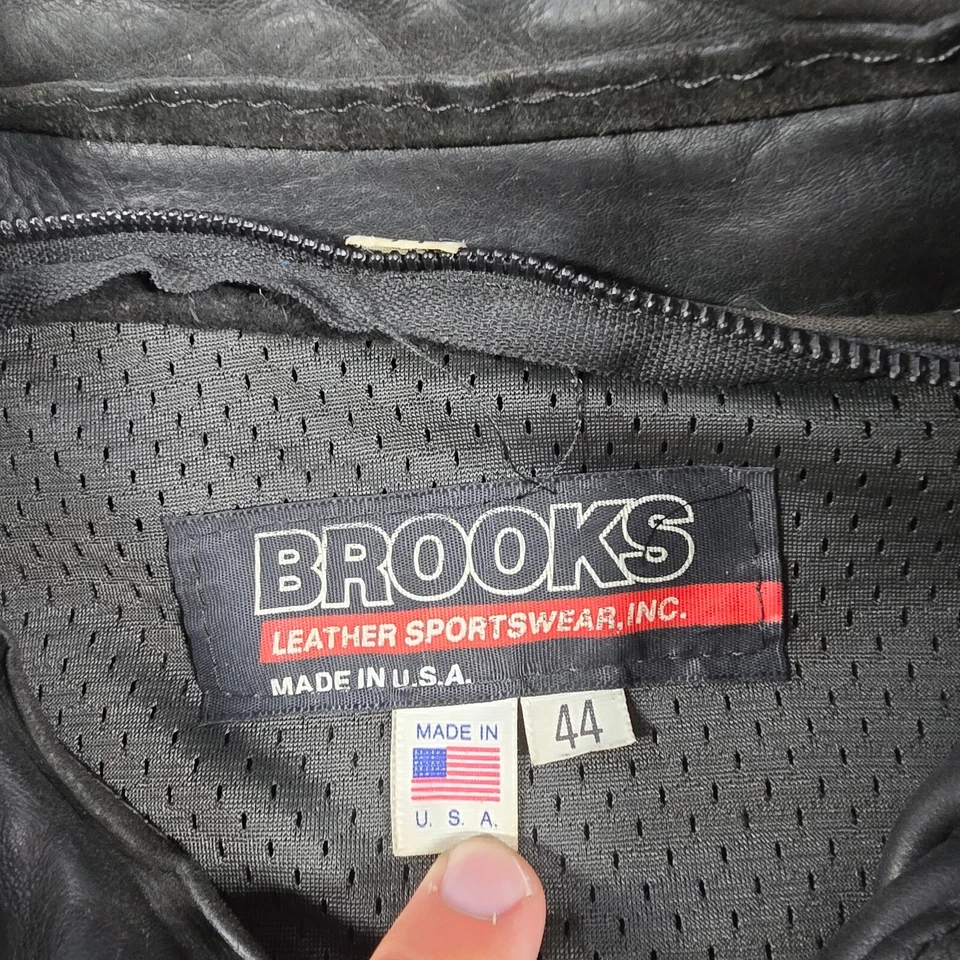 BROOKS
LEATHER SPORTSWEAR, INC.
MADE IN U.S.A.
MADE IN
U. S. A.
44